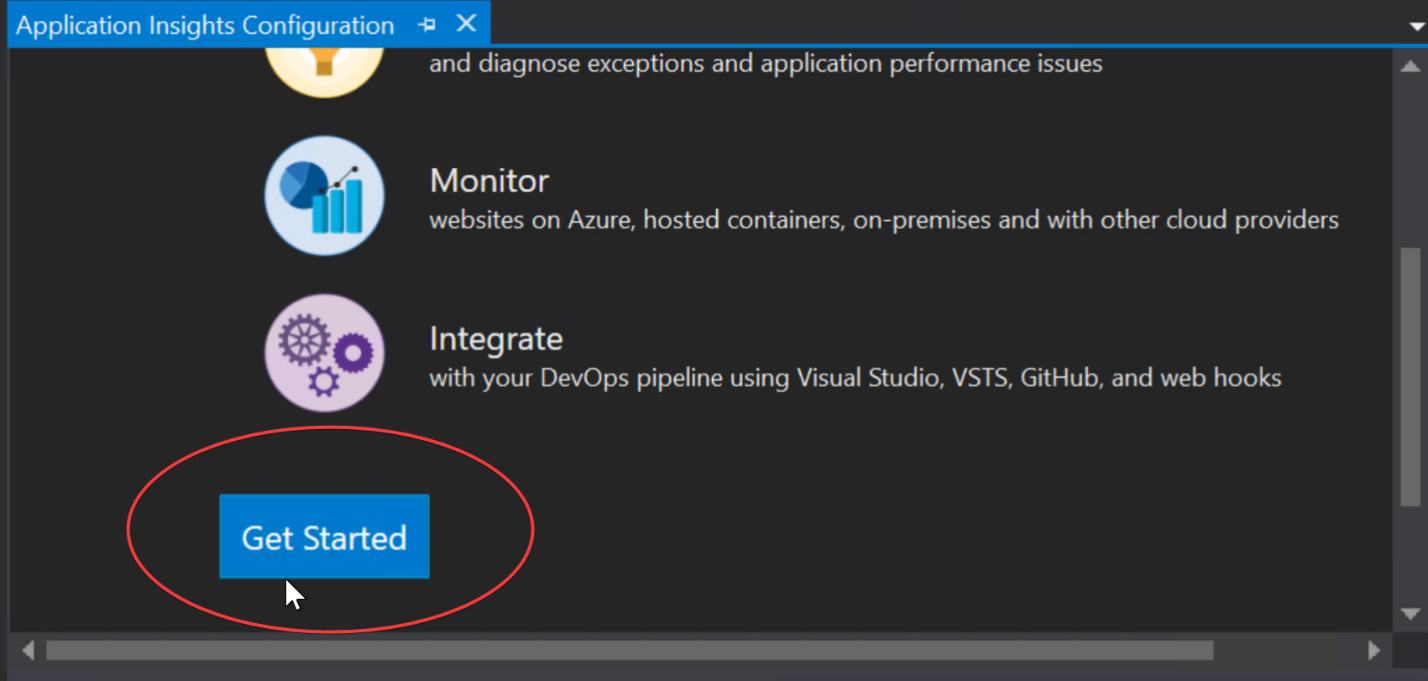 Application Insights Configuration
and diagnose exceptions and application performance issues
Monitor
websites on Azure, hosted containers, on-premises and with other cloud providers
Integrate
with your DevOps pipeline using Visual Studio, VSTS, GitHub, and web hooks
Get Started